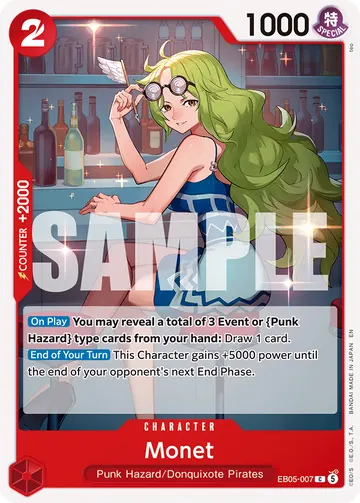 2
1000
特
SPECIAL
tao
COUNTER +2000
SAMPLE
On Play You may reveal a total of 3 Event or {Punk
Hazard} type cards from your hand: Draw 1 card.
End of Your Turn This Character gains +5000 power until
the end of your opponent's next End Phase.
CHARACTER
Monet
Punk Hazard/Donquixote Pirates
EB05-007 C 5
©E.O./S., T.A. BANDAI MADE IN JAPAN EN